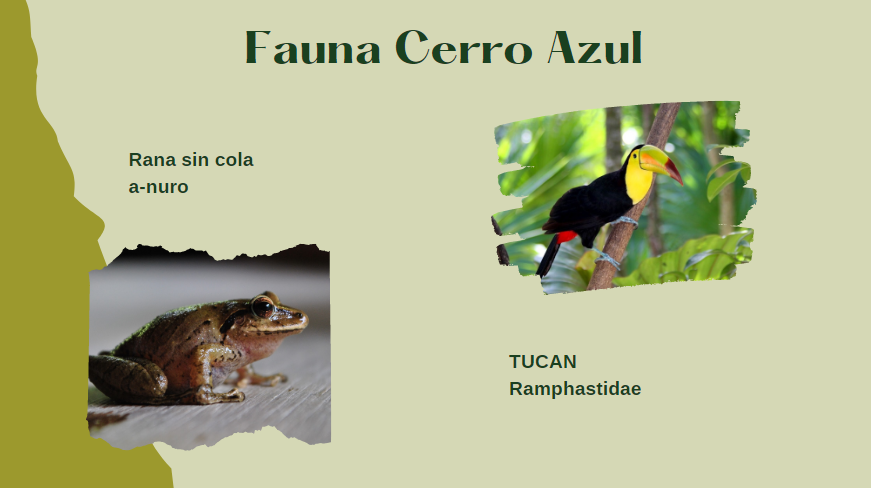 Fauna Cerro Azul
Rana sin cola
a-nuro
TUCAN
Ramphastidae